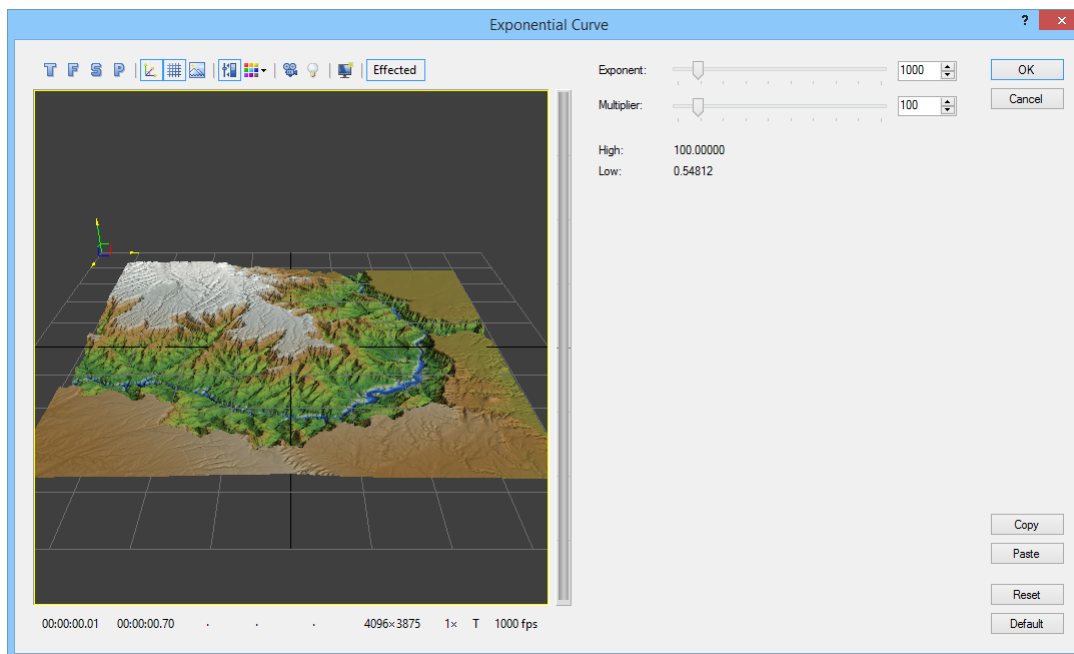 Exponential Curve
? ×
T F S P Effected
Exponent: 1000
Multiplier: 100
High: 100.00000
Low: 0.54812
OK
Cancel
Copy
Paste
Reset
Default
00:00:00.01 00:00:00.70 . . . 4096×3875 1× T 1000 fps